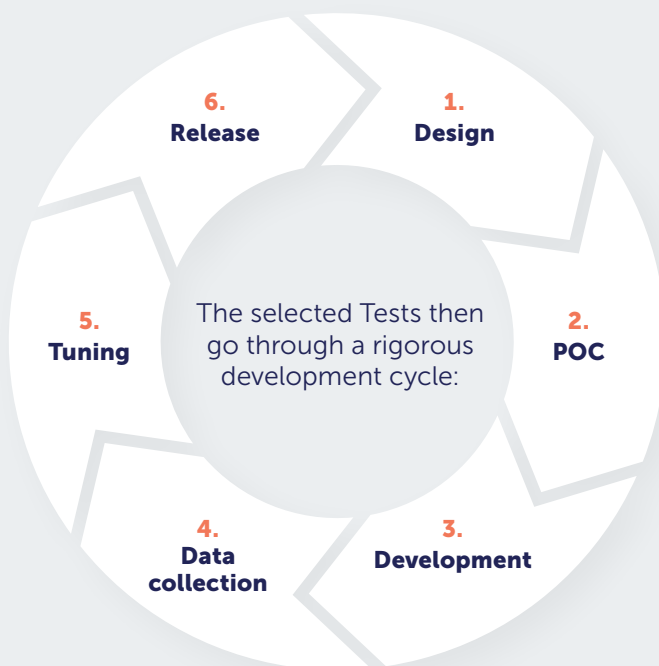 The selected Tests then
go through a rigorous
development cycle:
1.
Design
2.
POC
3.
Development
4.
Data
collection
5.
Tuning
6.
Release